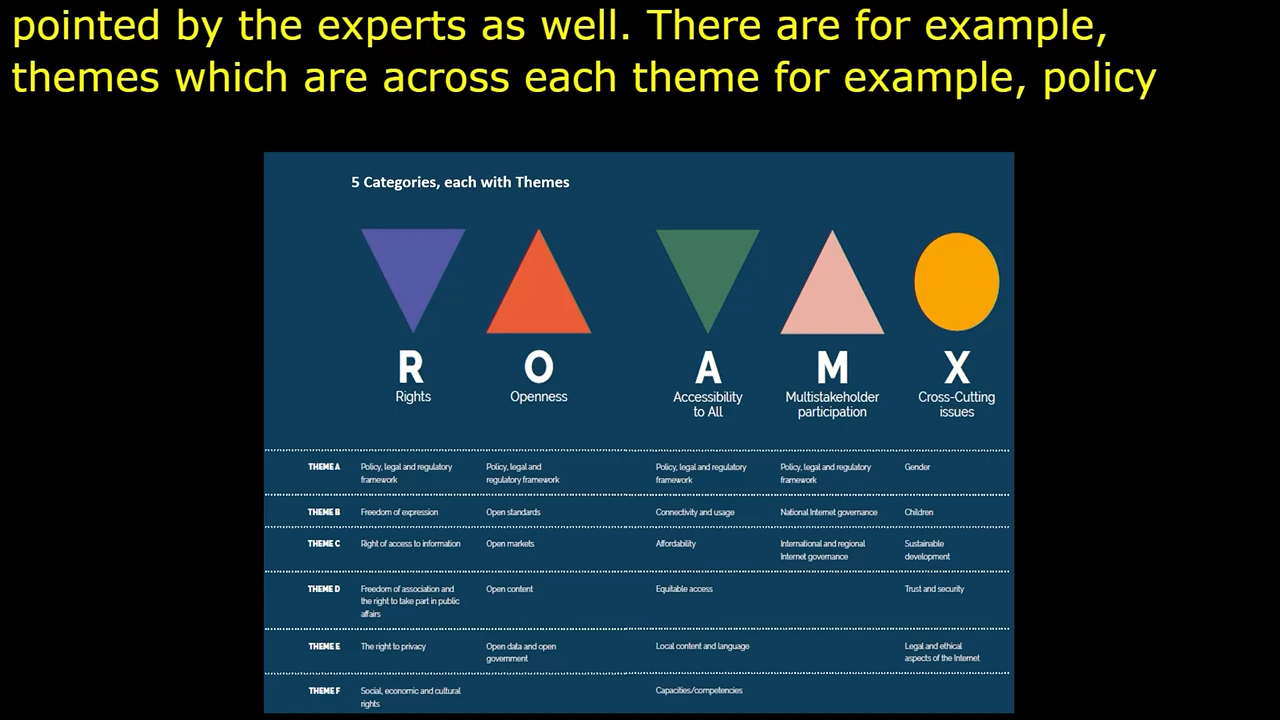 pointed by the experts as well. There are for example,
themes which are across each theme for example, policy
5 Categories, each with Themes
R
Rights
O
Openness
A
Accessibility
to All
M
Multistakeholder
participation
X
Cross-Cutting
issues
THEME A
Policy, legal and regulatory
framework
Policy, legal and
regulatory framework
Policy, legal and regulatory
framework
Policy, legal and regulatory
framework
Gender
THEME B
Freedom of expression
Open standards
Connectivity and usage
National Internet governance
Children
THEME C
Right of access to information
Open markets
Affordability
International and regional
Internet governance
Sustainable
development
THEME D
Freedom of association and
the right to take part in public
affairs
Open content
Equitable access
Trust and security
THEME E
The right to privacy
Open data and open
government
Local content and language
Legal and ethical
aspects of the Internet
THEME F
Social, economic and cultural
rights
Capacities/competencies